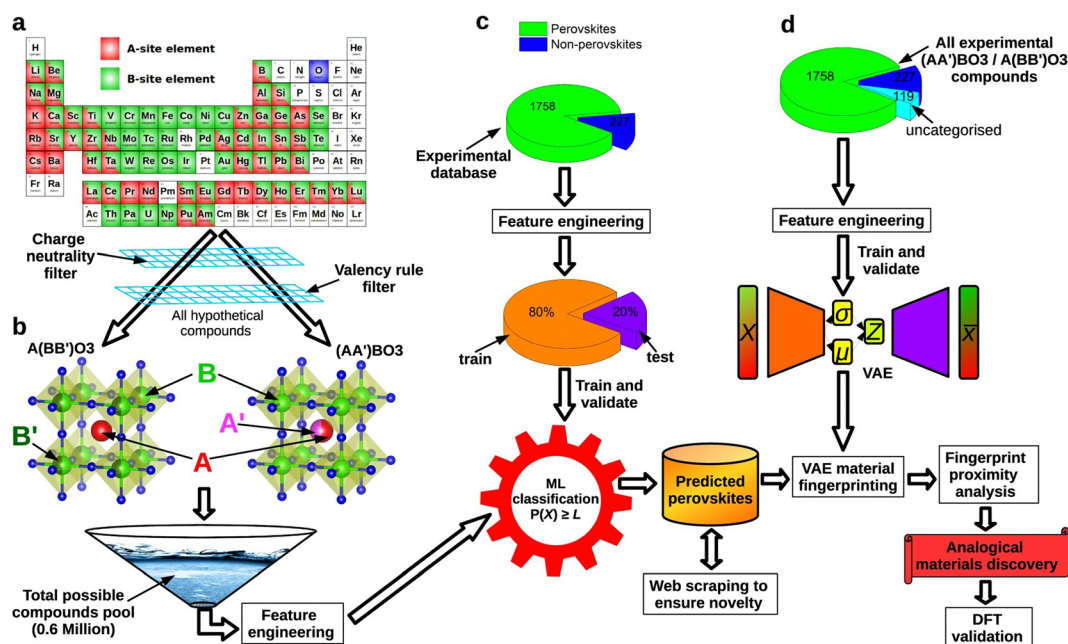 a
A-site element
B-site element
H He
Li Be B C N O F Ne
Na Mg Al Si P S Cl Ar
K Ca Sc Ti V Cr Mn Fe Co Ni Cu Zn Ga Ge As Se Br Kr
Rb Sr Y Zr Nb Mo Tc Ru Rh Pd Ag Cd In Sn Sb Te I Xe
Cs Ba Hf Ta W Re Os Ir Pt Au Hg Tl Pb Bi Po At Rn
Fr Ra
La Ce Pr Nd Pm Sm Eu Gd Tb Dy Ho Er Tm Yb Lu
Ac Th Pa U Np Pu Am Cm Bk Cf Es Fm Md No Lr
Charge
neutrality
filter
Valency rule
filter
All hypothetical
compounds
b
A(BB')O3
(AA')BO3
B
A'
B'
A
Total possible
compounds pool
(0.6 Million)
Feature
engineering
c
Perovskites
Non-perovskites
1758
227
Experimental
database
Feature engineering
80%
20%
train
test
Train and
validate
ML
classification
P(X) ≥ L
Predicted
perovskites
Web scraping to
ensure novelty
d
All experimental
(AA')BO3 / A(BB')O3
compounds
1758
227
119
uncategorised
Feature engineering
Train and
validate
X
σ
μ
Z
x̄
VAE
VAE material
fingerprinting
Fingerprint
proximity
analysis
Analogical
materials discovery
DFT
validation